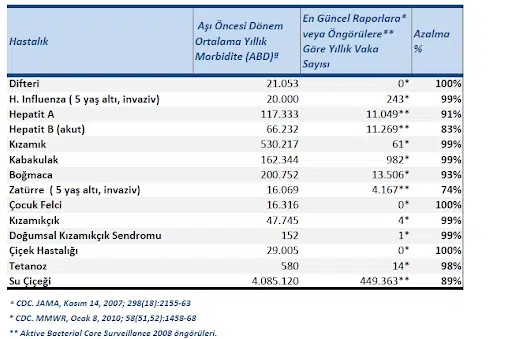 Hastalık Aşı Öncesi Dönem Ortalama Yıllık Morbidite (ABD)# En Güncel Raporlara* veya Öngörülere** Göre Yıllık Vaka Sayısı Azalma %
Difteri 21.053 0* 100%
H. Influenza ( 5 yaş altı, invaziv) 20.000 243* 99%
Hepatit A 117.333 11.049** 91%
Hepatit B (akut) 66.232 11.269** 83%
Kızamık 530.217 61* 99%
Kabakulak 162.344 982* 99%
Boğmaca 200.752 13.506* 93%
Zatürre ( 5 yaş altı, invaziv) 16.069 4.167** 74%
Çocuk Felci 16.316 0* 100%
Kızamıkçık 47.745 4* 99%
Doğumsal Kızamıkçık Sendromu 152 1* 99%
Çiçek Hastalığı 29.005 0* 100%
Tetanoz 580 14* 98%
Su Çiçeği 4.085.120 449.363** 89%
* CDC. JAMA, Kasım 14, 2007; 298(18):2155-63
* CDC. MMWR, Ocak 8, 2010; 58(51,52):1458-68
** Aktive Bacterial Core Surveillance 2008 öngörüleri.